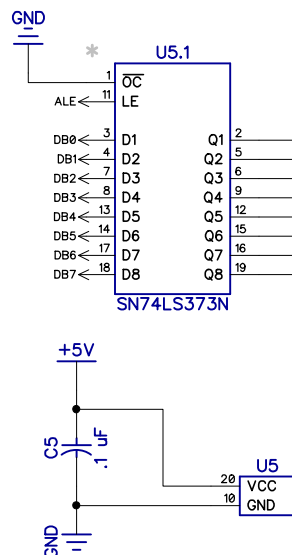 GND
* U5.1
1 OC
ALE 11 LE
DB0 3 D1 Q1 2
DB1 4 D2 Q2 5
DB2 7 D3 Q3 6
DB3 8 D4 Q4 9
DB4 13 D5 Q5 12
DB5 14 D6 Q6 15
DB6 17 D7 Q7 16
DB7 18 D8 Q8 19
SN74LS373N
+5V
C5
.1 uF
U5
20 VCC
10 GND
GND